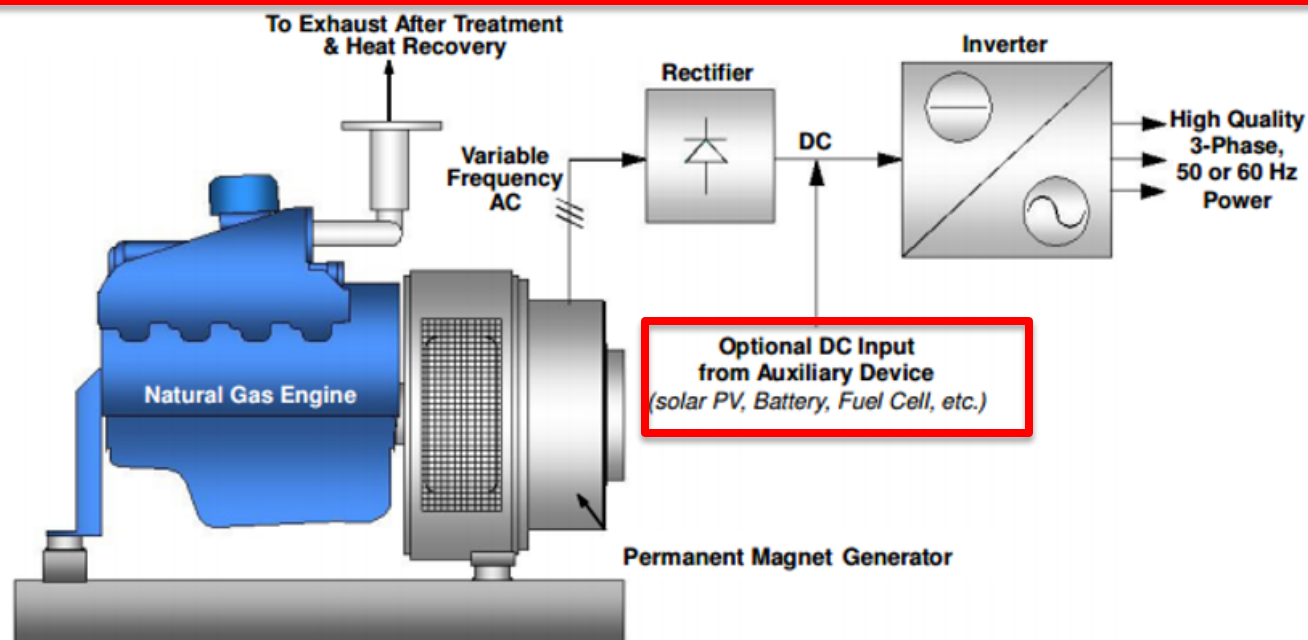 To Exhaust After Treatment
& Heat Recovery
Inverter
Rectifier
DC
High Quality
3-Phase,
50 or 60 Hz
Power
Variable
Frequency
AC
Optional DC Input
from Auxiliary Device
(solar PV, Battery, Fuel Cell, etc.)
Natural Gas Engine
Permanent Magnet Generator